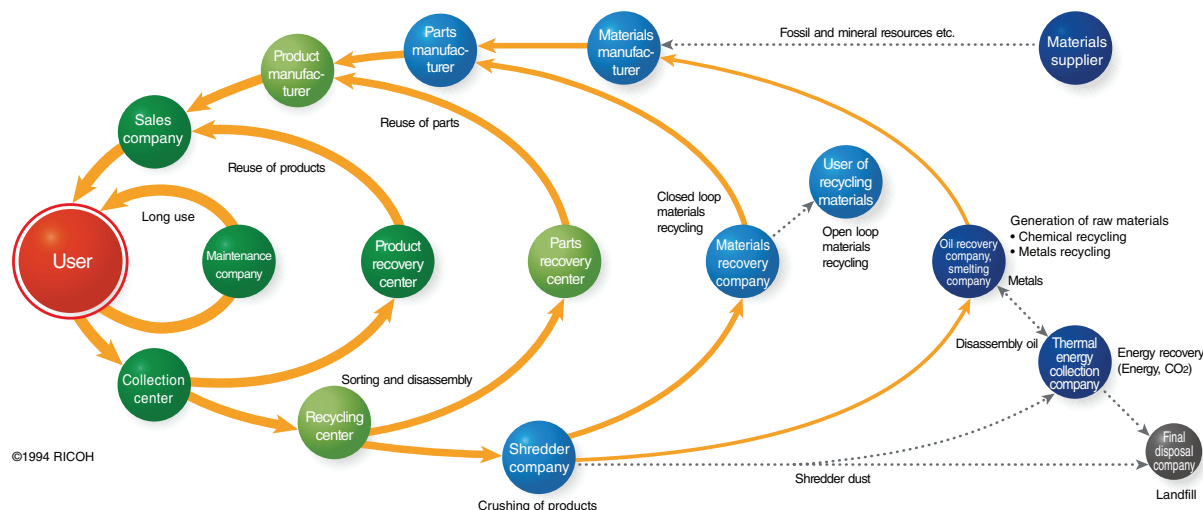 Parts
manufac-
turer
Materials
manufac-
turer
Fossil and mineral resources etc.
Materials
supplier
Product
manufac-
turer
Sales
company
Reuse of parts
Reuse of products
User of
recycling
materials
Long use
Closed loop
materials
recycling
Open loop
materials
recycling
Generation of raw materials
• Chemical recycling
• Metals recycling
User
Maintenance
company
Product
recovery
center
Parts
recovery
center
Materials
recovery
company
Oil recovery
company,
smelting
company
Metals
Disassembly oil
Thermal
energy
collection
company
Energy recovery
(Energy, CO2)
Collection
center
Sorting and disassembly
Recycling
center
Shredder
company
Crushing of products
Shredder dust
Final
disposal
company
Landfill
©1994 RICOH